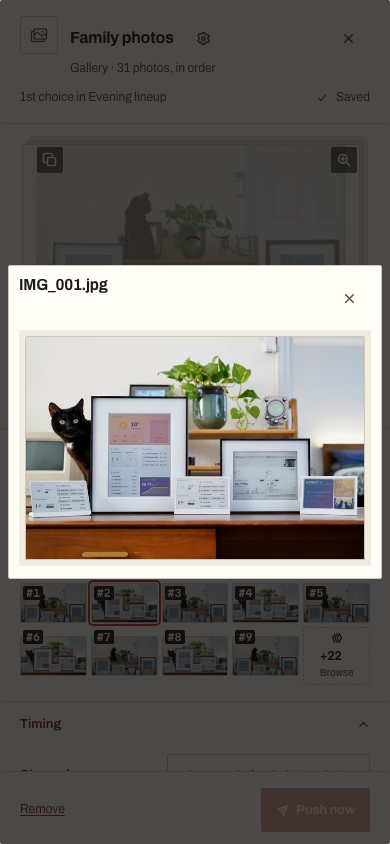 Family photos
Gallery · 31 photos, in order
1st choice in Evening lineup
Saved
IMG_001.jpg
10°
#1
#2
#3
#4
#5
#6
#7
#8
#9
+22
Browse
Timing
Remove
Push now